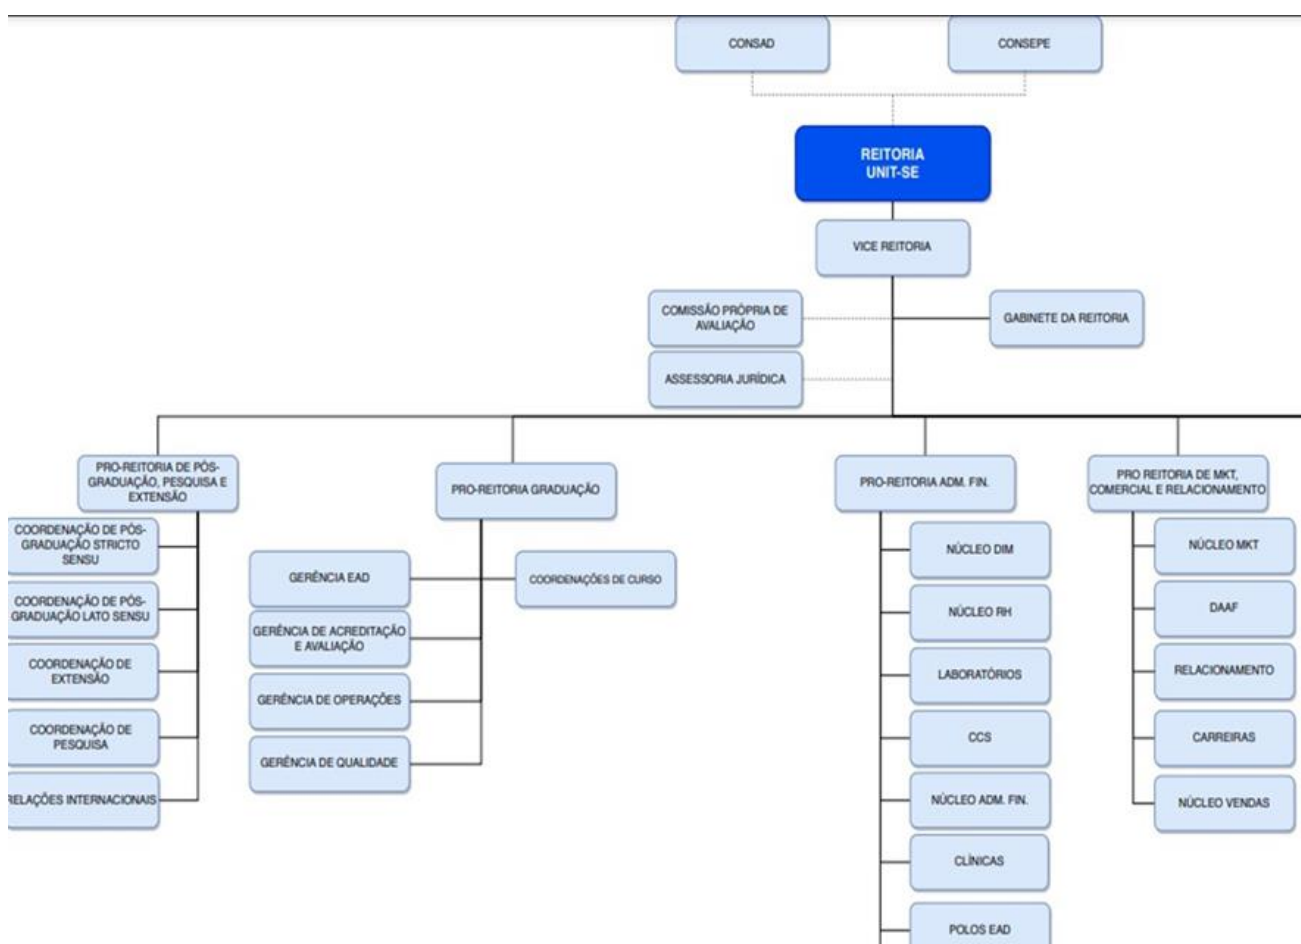 CONSAD
CONSEPE
REITORIA
UNIT-SE
VICE REITORIA
COMISSÃO PRÓPRIA DE
AVALIAÇÃO
GABINETE DA REITORIA
ASSESSORIA JURÍDICA
PRO-REITORIA DE PÓS-
GRADUAÇÃO, PESQUISA E
EXTENSÃO
COORDENAÇÃO DE PÓS-
GRADUAÇÃO STRICTO
SENSU
COORDENAÇÃO DE PÓS-
GRADUAÇÃO LATO SENSU
COORDENAÇÃO DE
EXTENSÃO
COORDENAÇÃO DE
PESQUISA
RELAÇÕES INTERNACIONAIS
PRO-REITORIA GRADUAÇÃO
GERÊNCIA EAD
COORDENAÇÕES DE CURSO
GERÊNCIA DE ACREDITAÇÃO
E AVALIAÇÃO
GERÊNCIA DE OPERAÇÕES
GERÊNCIA DE QUALIDADE
PRO-REITORIA ADM. FIN.
NÚCLEO DIM
NÚCLEO RH
LABORATÓRIOS
CCS
NÚCLEO ADM. FIN.
CLÍNICAS
POLOS EAD
PRO REITORIA DE MKT,
COMERCIAL E RELACIONAMENTO
NÚCLEO MKT
DAAF
RELACIONAMENTO
CARREIRAS
NÚCLEO VENDAS